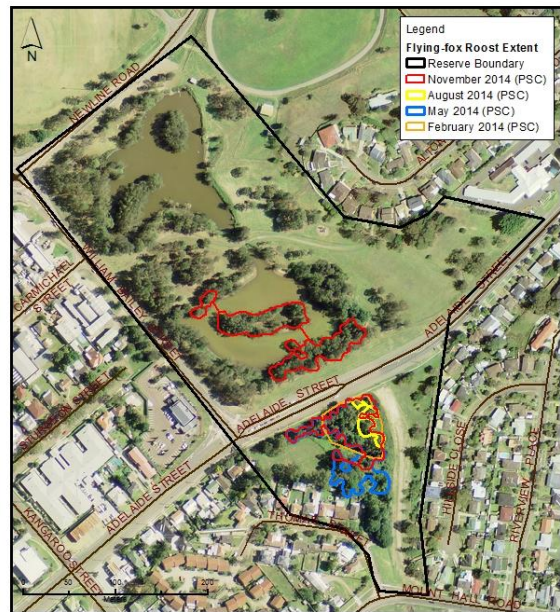 N
Legend
Flying-fox Roost Extent
Reserve Boundary
November 2014 (PSC)
August 2014 (PSC)
May 2014 (PSC)
February 2014 (PSC)
NEWLINE ROAD
CARMICHAEL
STREET
WILLIAM BAILEY STREET
STURGEON STREET
ADELAIDE STREET
ADELAIDE STREET
ADELAIDE STREET
KANGAROO STREET
HILLSIDE CLOSE
RIVERVIEW PLACE
MOUNT HALL ROAD
0
50
100
200
Meters